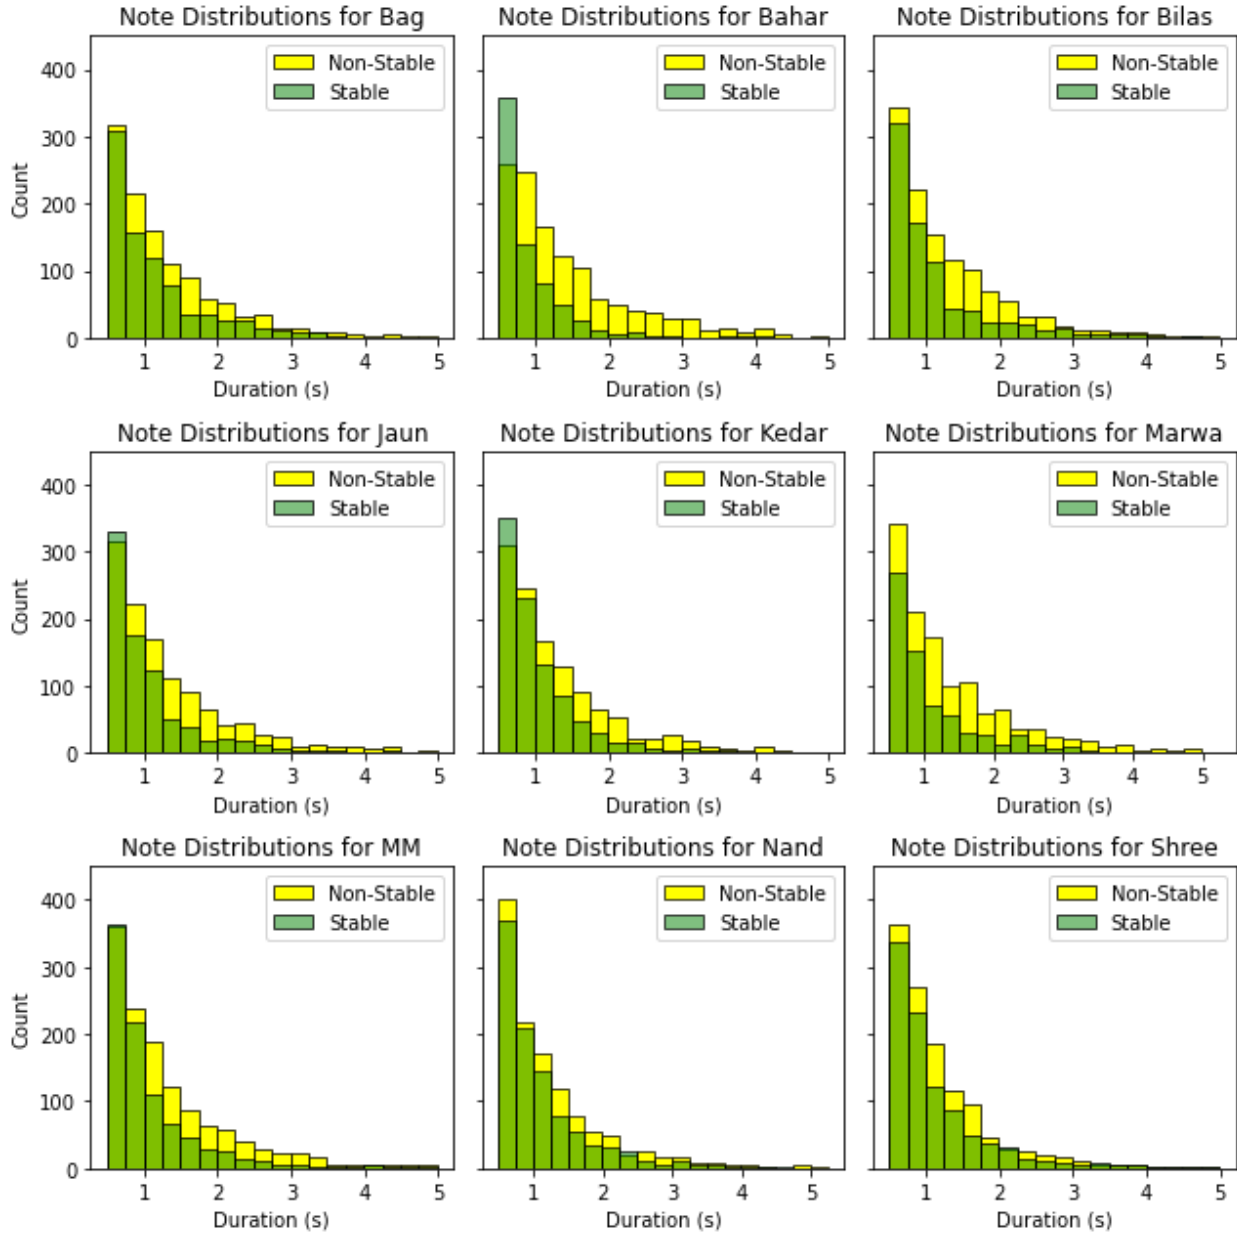 Note Distributions for Bag
Non-Stable
Stable
Count
400
300
200
100
0
1 2 3 4 5
Duration (s)
Note Distributions for Bahar
Non-Stable
Stable
1 2 3 4 5
Duration (s)
Note Distributions for Bilas
Non-Stable
Stable
1 2 3 4 5
Duration (s)
Note Distributions for Jaun
Non-Stable
Stable
Count
400
300
200
100
0
1 2 3 4 5
Duration (s)
Note Distributions for Kedar
Non-Stable
Stable
1 2 3 4 5
Duration (s)
Note Distributions for Marwa
Non-Stable
Stable
1 2 3 4 5
Duration (s)
Note Distributions for MM
Non-Stable
Stable
Count
400
300
200
100
0
1 2 3 4 5
Duration (s)
Note Distributions for Nand
Non-Stable
Stable
1 2 3 4 5
Duration (s)
Note Distributions for Shree
Non-Stable
Stable
1 2 3 4 5
Duration (s)